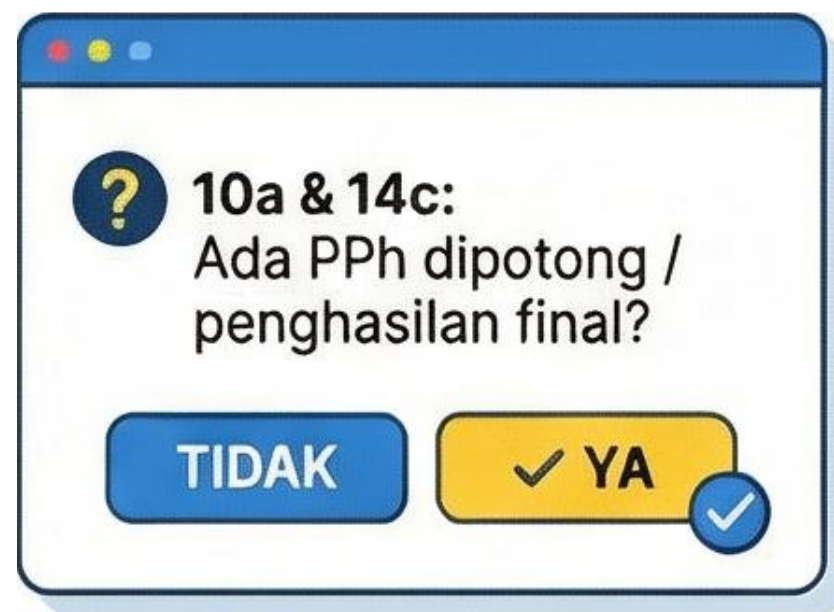 ?
10a & 14c:
Ada PPh dipotong /
penghasilan final?
TIDAK
✓ YA